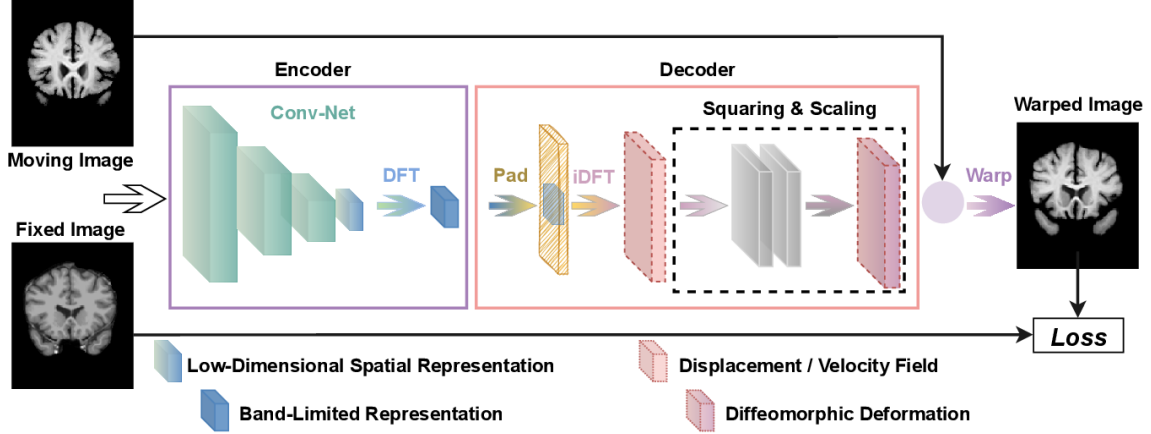 Encoder
Decoder
Conv-Net
Squaring & Scaling
Warped Image
Moving Image
DFT
Pad
iDFT
Warp
Fixed Image
Loss
Low-Dimensional Spatial Representation
Displacement / Velocity Field
Band-Limited Representation
Diffeomorphic Deformation